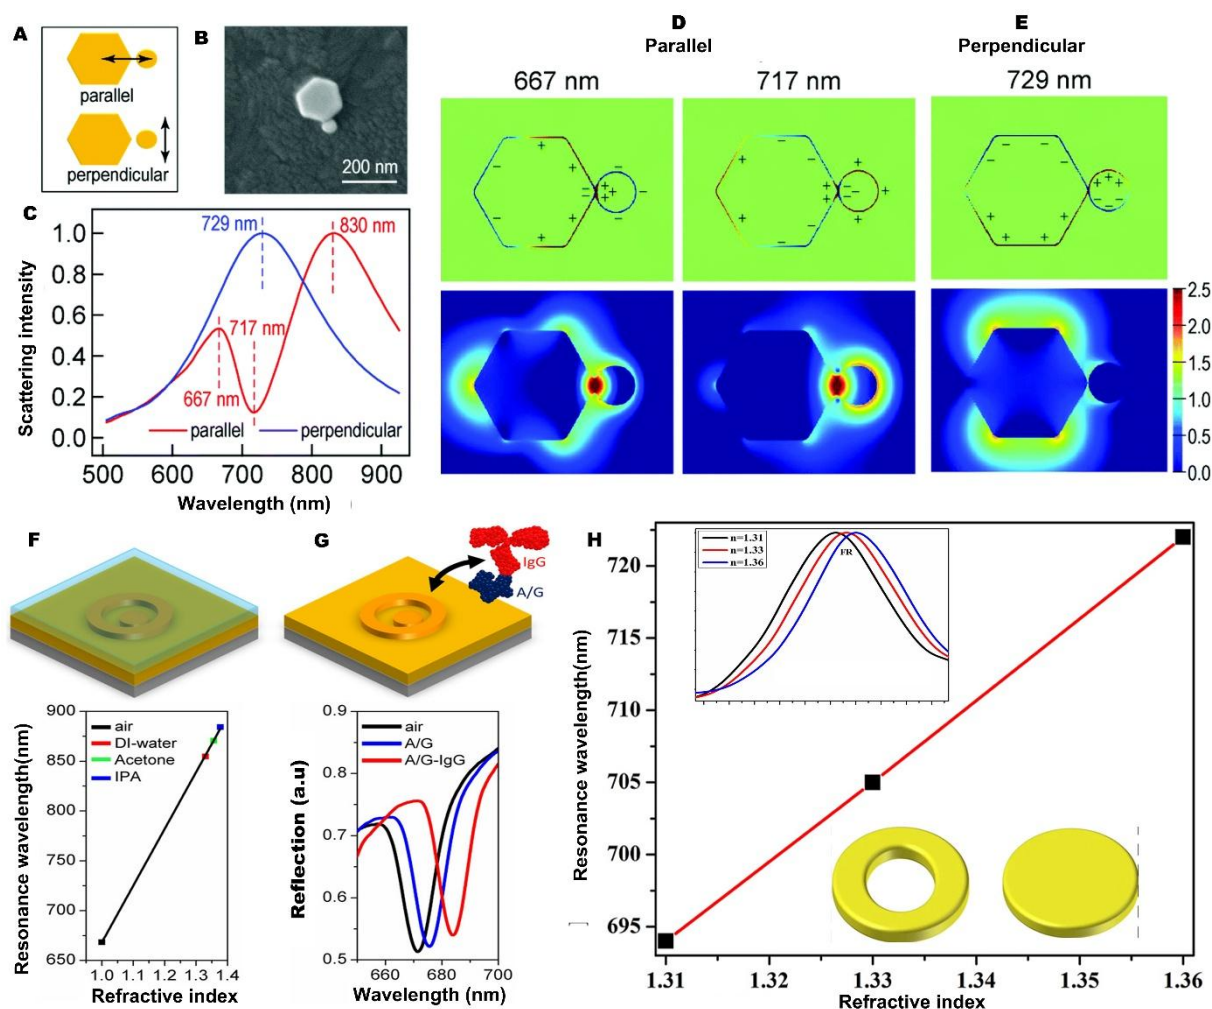 A
parallel
perpendicular
B
200 nm
D
Parallel
E
Perpendicular
667 nm
717 nm
729 nm
+
−
−
+
+
−
+
+
−
−
−
+
−
+
−
−
+
+
−
+
+
−
+
+
−
−
−
−
+
+
+
+
+
+
−
−
2.5
2.0
1.5
1.0
0.5
0.0
C
Scattering intensity
1.0
0.8
0.6
0.4
0.2
0.0
729 nm
830 nm
717 nm
667 nm
parallel
perpendicular
500 600 700 800 900
Wavelength (nm)
F
Resonance wavelength(nm)
900
850
800
750
700
650
air
DI-water
Acetone
IPA
1.0 1.1 1.2 1.3 1.4
Refractive index
G
IgG
A/G
Reflection (a.u)
0.9
0.8
0.7
0.6
0.5
air
A/G
A/G-IgG
660 680 700
Wavelength (nm)
H
Resonance wavelength(nm)
720
715
710
705
700
695
n=1.31
n=1.33
n=1.36
FR
1.31 1.32 1.33 1.34 1.35 1.36
Refractive index